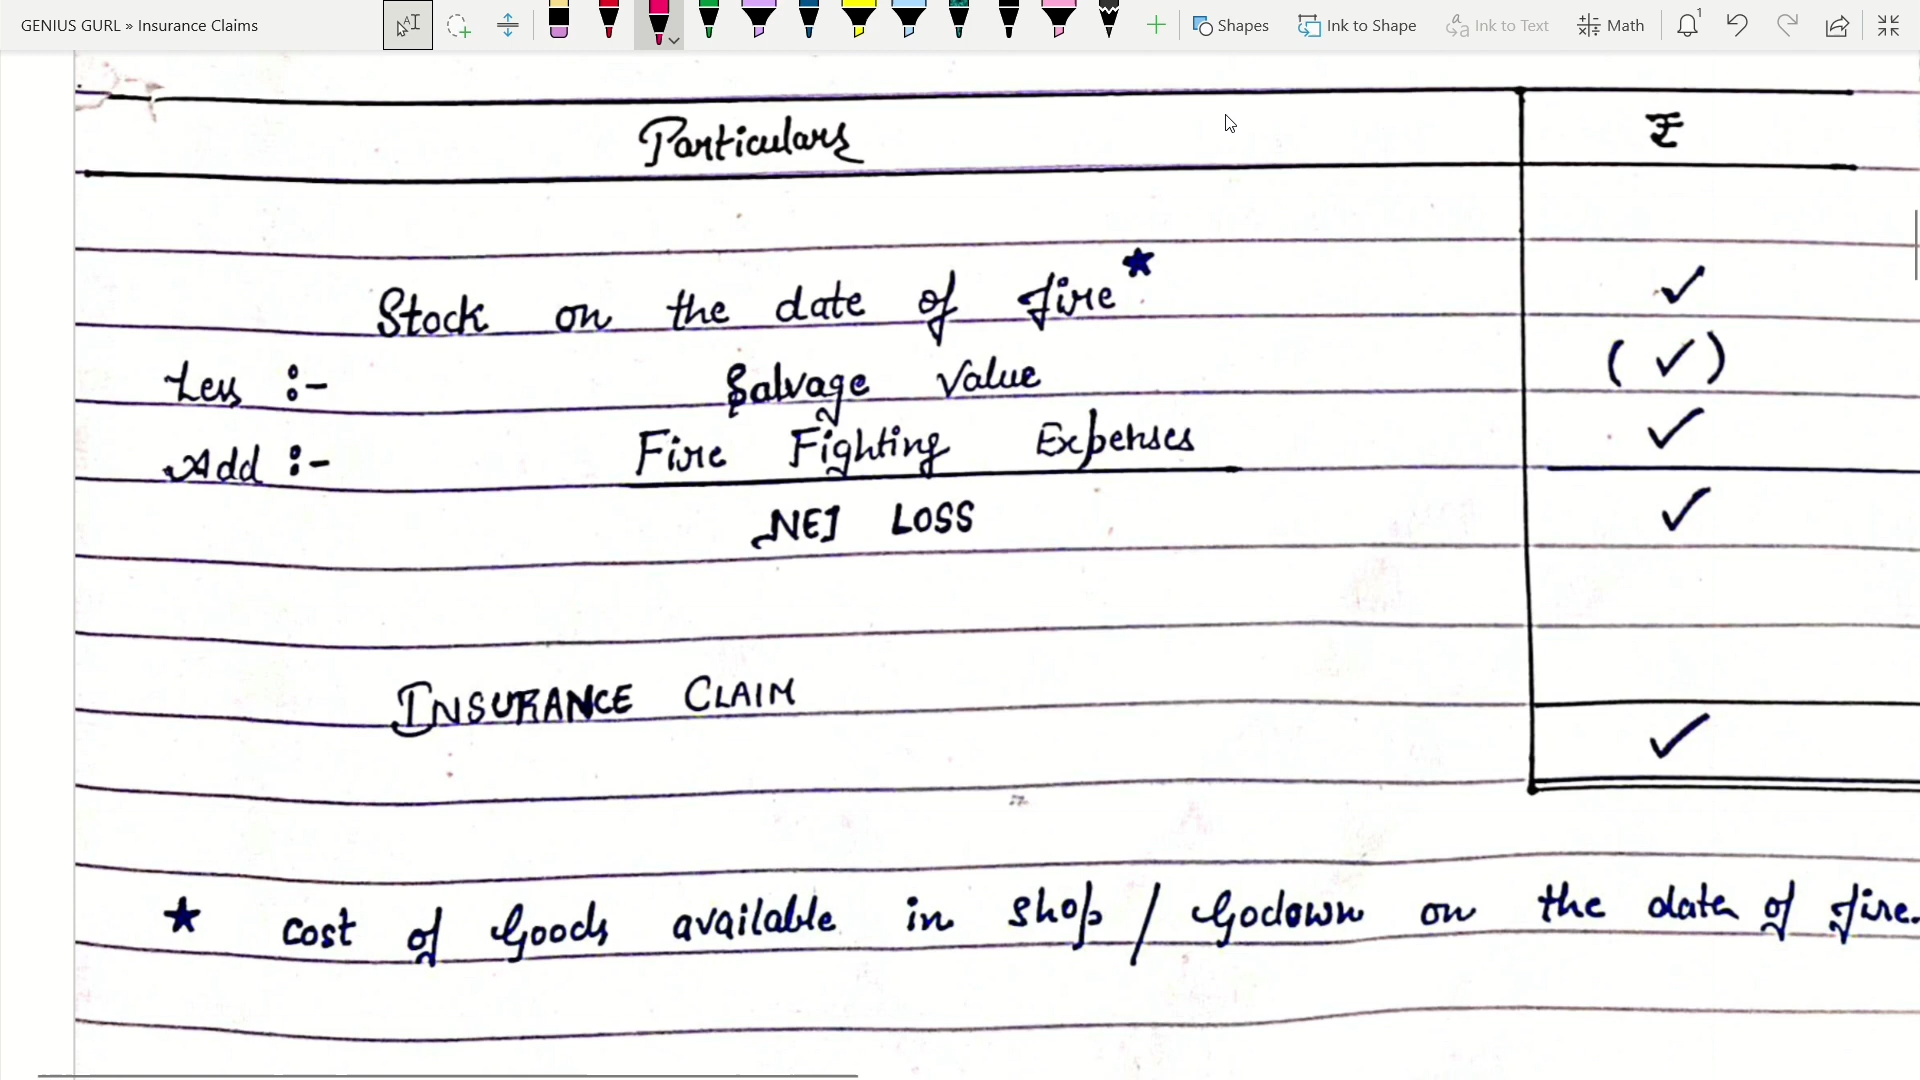 GENIUS GURL » Insurance Claims
Shapes Ink to Shape Ink to Text Math 1
Particulars ₹
Stock on the date of fire ★ ✓
Less :- Salvage Value (✓)
Add :- Fire Fighting Expenses ✓
NET LOSS ✓
INSURANCE CLAIM ✓
★ Cost of Goods available in shop / Godown on the date of fire.